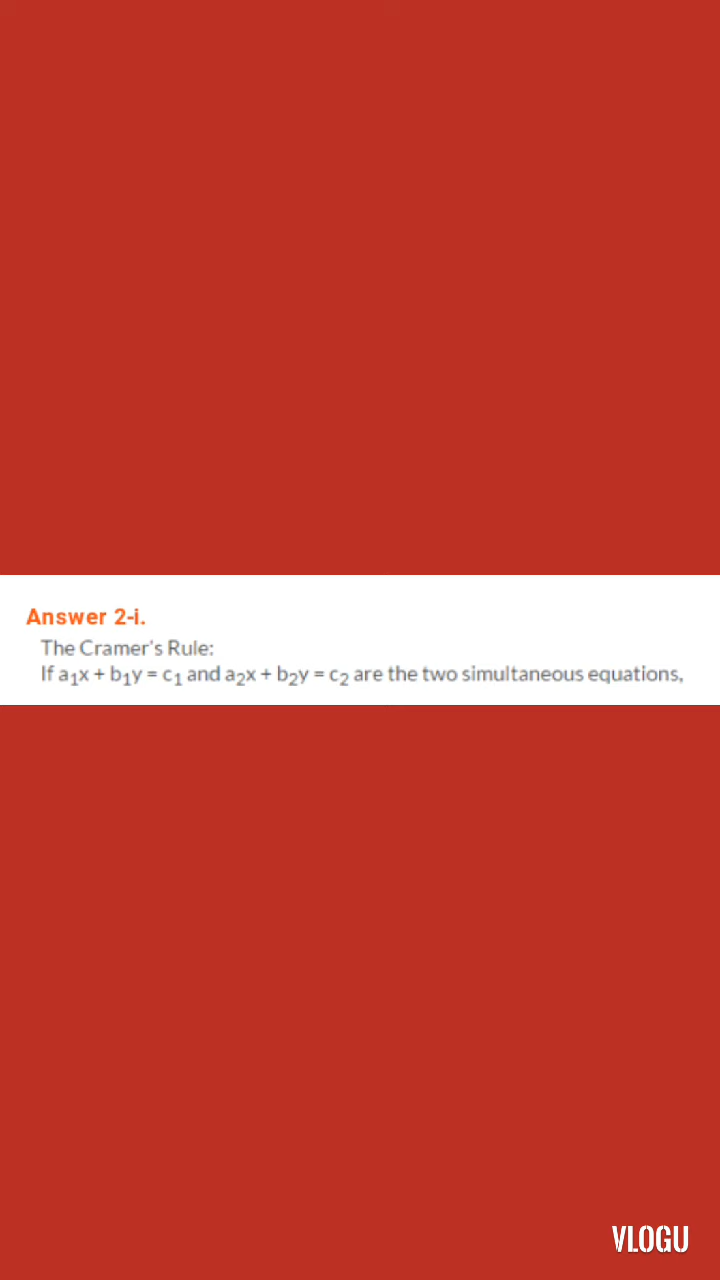 Answer 2-i.
The Cramer's Rule:
If a₁x + b₁y = c₁ and a₂x + b₂y = c₂ are the two simultaneous equations,
VLOGU